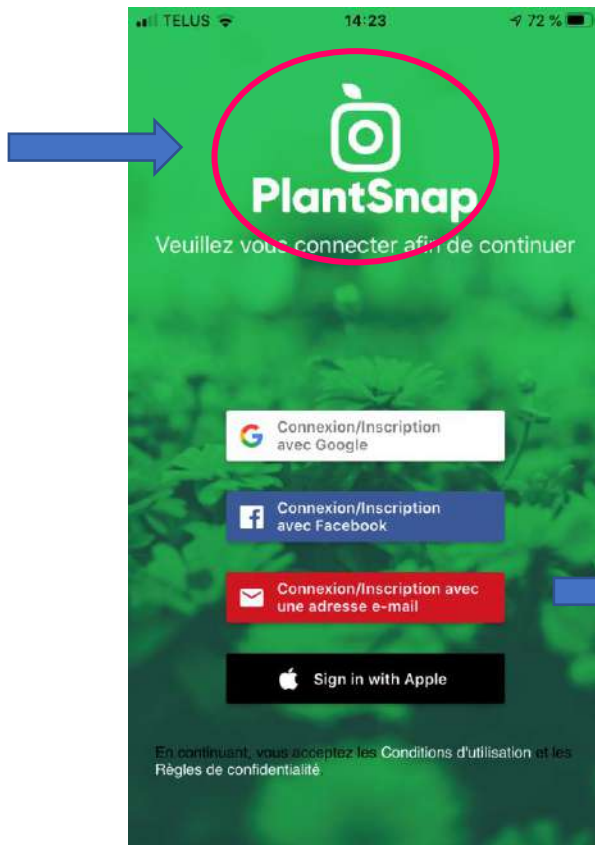 TELUS 14:23 72 %
PlantSnap
Veuillez vous connecter afin de continuer
Connexion/Inscription
avec Google
Connexion/Inscription
avec Facebook
Connexion/Inscription avec
une adresse e-mail
Sign in with Apple
En continuant, vous acceptez les Conditions d'utilisation et les
Règles de confidentialité